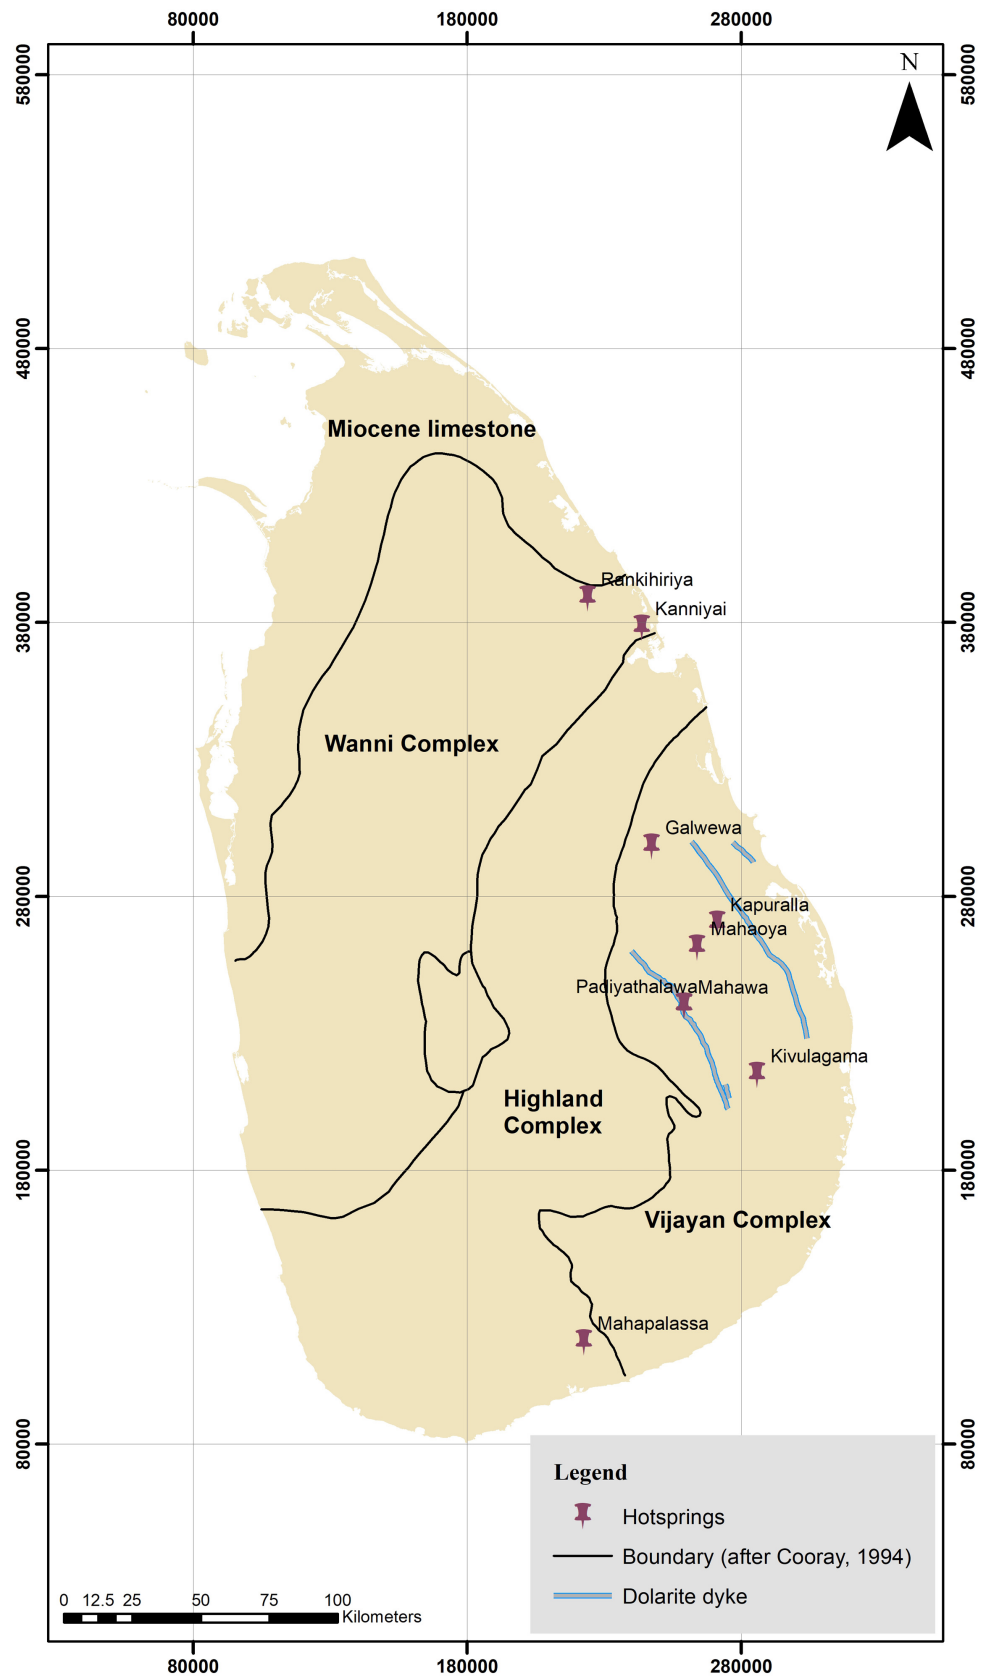 80000 180000 280000
N
580000 580000
480000 480000
Miocene limestone
Rankihiriya
Kanniyai
380000 380000
Wanni Complex
Galwewa
280000 280000
Kapuralla
Mahaoya
PadiyathalawaMahawa
Kivulagama
Highland
Complex
180000 180000
Vijayan Complex
Mahapalassa
80000 80000
Legend
Hotsprings
Boundary (after Cooray, 1994)
Dolarite dyke
0 12.5 25 50 75 100
Kilometers
80000 180000 280000